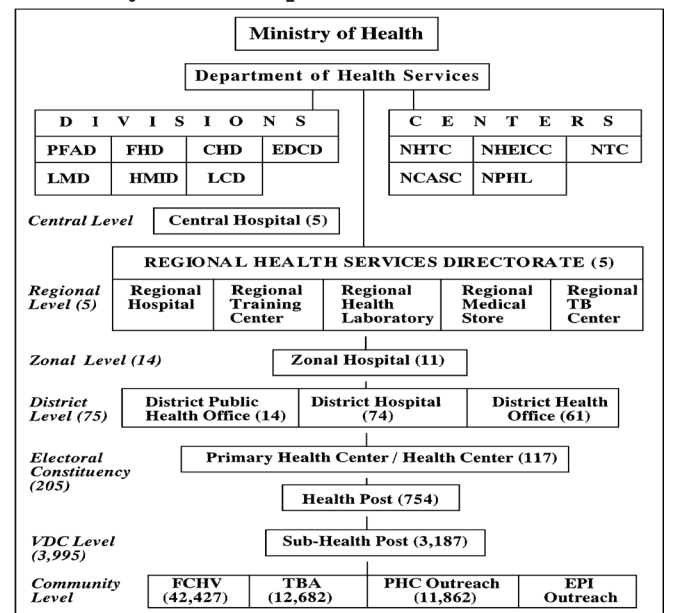 Ministry of Health
Department of Health Services
D I V I S I O N S
PFAD FHD CHD EDCD
LMD HMID LCD
C E N T E R S
NHTC NHEICC NTC
NCASC NPHL
Central Level
Central Hospital (5)
REGIONAL HEALTH SERVICES DIRECTORATE (5)
Regional
Level (5)
Regional
Hospital
Regional
Training
Center
Regional
Health
Laboratory
Regional
Medical
Store
Regional
TB
Center
Zonal Level (14)
Zonal Hospital (11)
District
Level (75)
District Public
Health Office (14)
District Hospital
(74)
District Health
Office (61)
Electoral
Constituency
(205)
Primary Health Center / Health Center (117)
Health Post (754)
VDC Level
(3,995)
Sub-Health Post (3,187)
Community
Level
FCHV
(42,427)
TBA
(12,682)
PHC Outreach
(11,862)
EPI
Outreach